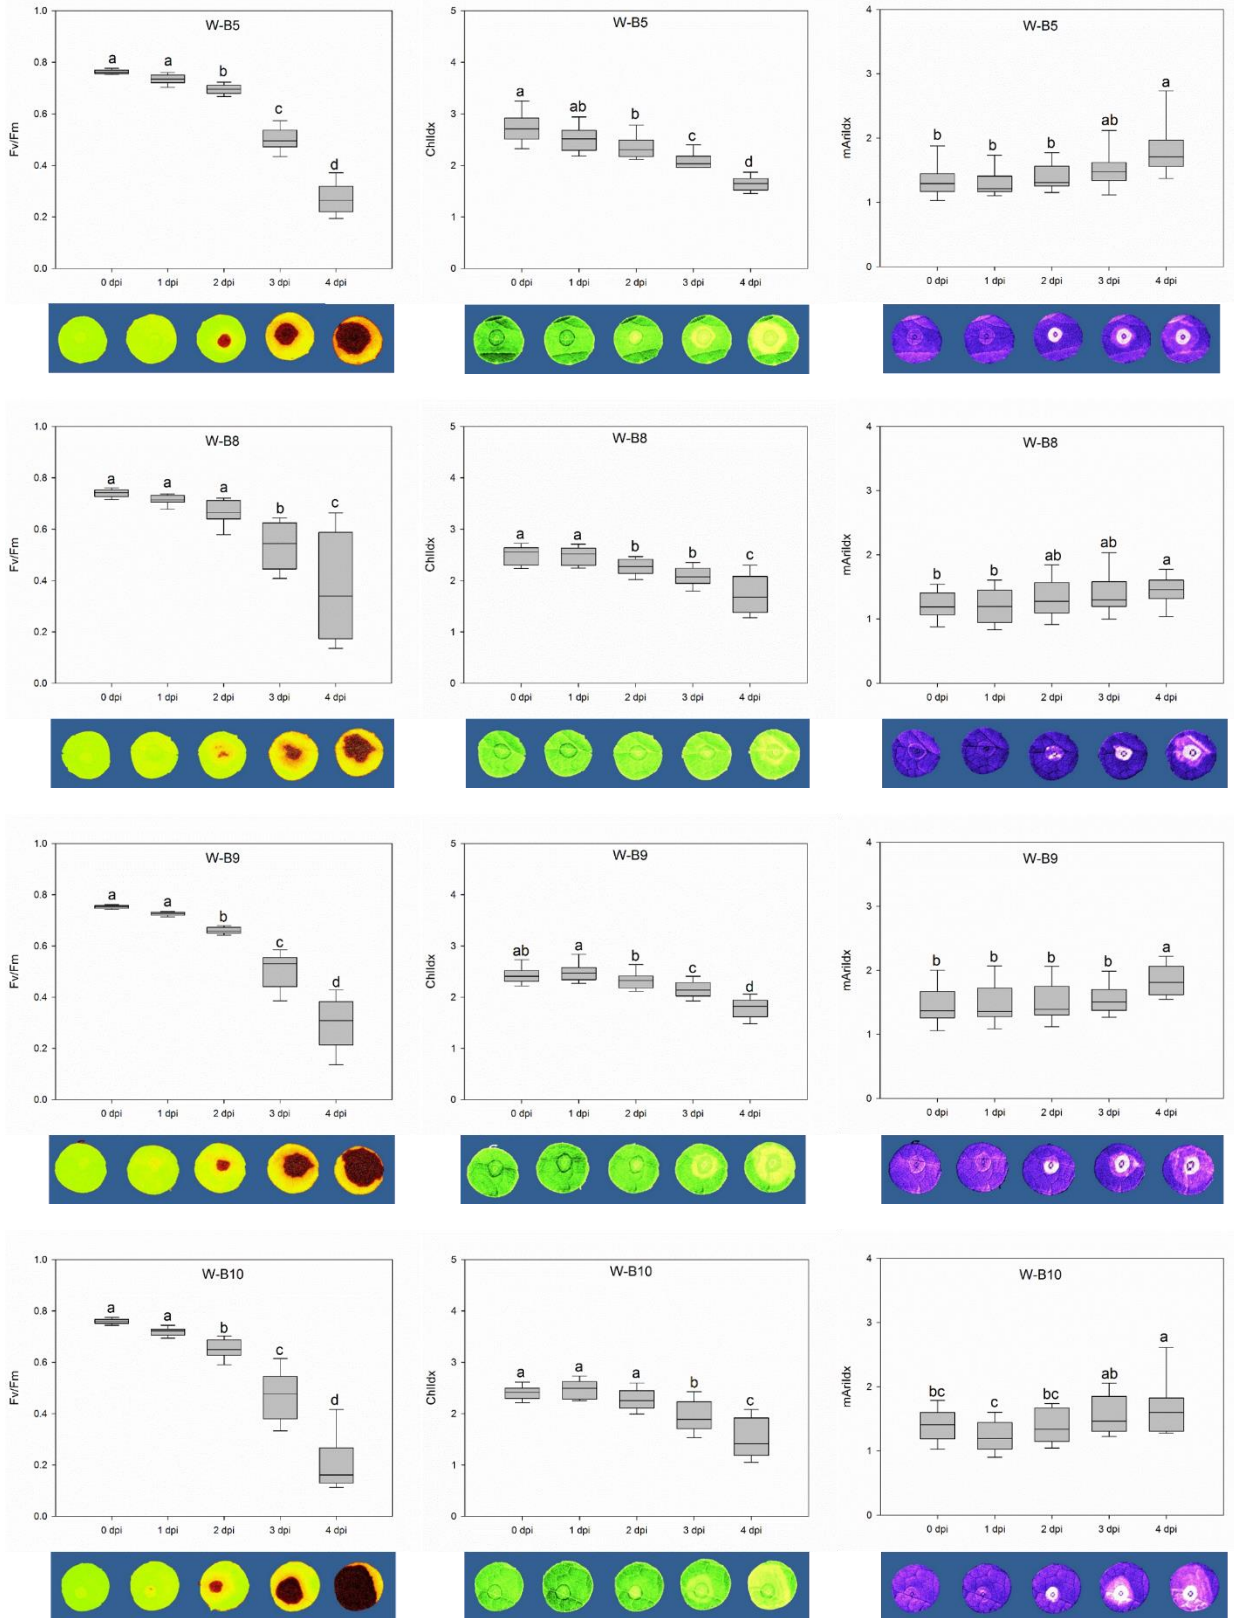 W-B5
Fv/Fm
1.0
0.8
0.6
0.4
0.2
0.0
a a b c d
0 dpi 1 dpi 2 dpi 3 dpi 4 dpi
W-B5
ChlIdx
5
4
3
2
1
0
a ab b c d
0 dpi 1 dpi 2 dpi 3 dpi 4 dpi
W-B5
mAriIdx
4
3
2
1
0
b b b ab a
0 dpi 1 dpi 2 dpi 3 dpi 4 dpi
W-B8
Fv/Fm
1.0
0.8
0.6
0.4
0.2
0.0
a a a b c
0 dpi 1 dpi 2 dpi 3 dpi 4 dpi
W-B8
ChlIdx
5
4
3
2
1
0
a a b b c
0 dpi 1 dpi 2 dpi 3 dpi 4 dpi
W-B8
mAriIdx
4
3
2
1
0
b b ab ab a
0 dpi 1 dpi 2 dpi 3 dpi 4 dpi
W-B9
Fv/Fm
1.0
0.8
0.6
0.4
0.2
0.0
a a b c d
0 dpi 1 dpi 2 dpi 3 dpi 4 dpi
W-B9
ChlIdx
5
4
3
2
1
0
ab a b c d
0 dpi 1 dpi 2 dpi 3 dpi 4 dpi
W-B9
mAriIdx
4
3
2
1
0
b b b b a
0 dpi 1 dpi 2 dpi 3 dpi 4 dpi
W-B10
Fv/Fm
1.0
0.8
0.6
0.4
0.2
0.0
a a b c d
0 dpi 1 dpi 2 dpi 3 dpi 4 dpi
W-B10
ChlIdx
5
4
3
2
1
0
a a a b c
0 dpi 1 dpi 2 dpi 3 dpi 4 dpi
W-B10
mAriIdx
4
3
2
1
0
bc c bc ab a
0 dpi 1 dpi 2 dpi 3 dpi 4 dpi